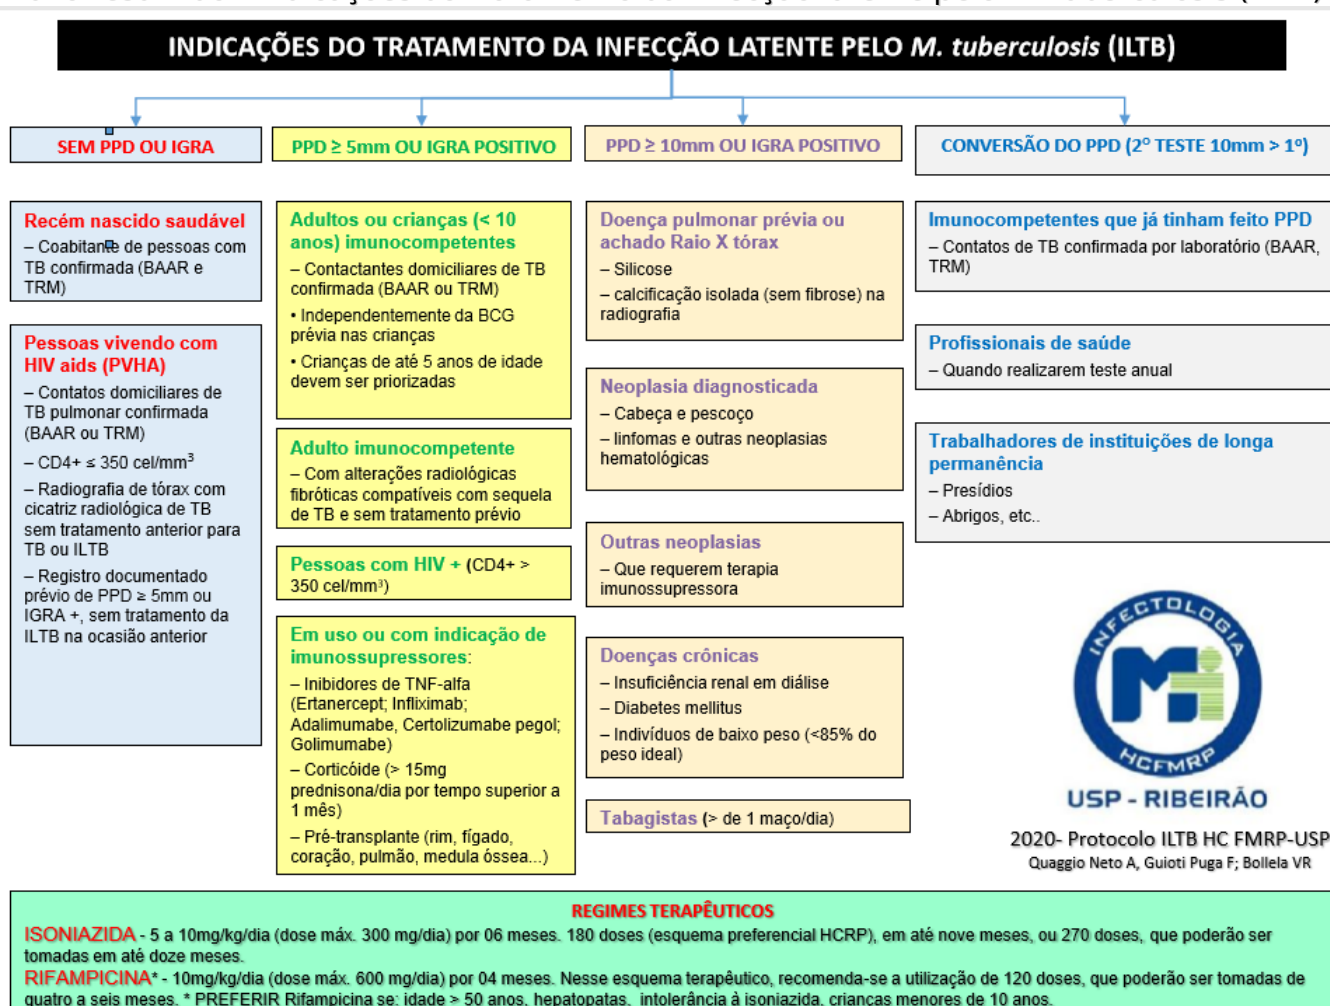 INDICAÇÕES DO TRATAMENTO DA INFECÇÃO LATENTE PELO M. tuberculosis (ILTB)
SEM PPD OU IGRA
Recém nascido saudável
– Coabitante de pessoas com
TB confirmada (BAAR e
TRM)
Pessoas vivendo com
HIV aids (PVHA)
– Contatos domiciliares de
TB pulmonar confirmada
(BAAR ou TRM)
– CD4+ ≤ 350 cel/mm³
– Radiografia de tórax com
cicatriz radiológica de TB
sem tratamento anterior para
TB ou ILTB
– Registro documentado
prévio de PPD ≥ 5mm ou
IGRA +, sem tratamento da
ILTB na ocasião anterior
PPD ≥ 5mm OU IGRA POSITIVO
Adultos ou crianças (< 10
anos) imunocompetentes
– Contactantes domiciliares de TB
confirmada (BAAR ou TRM)
• Independentemente da BCG
prévia nas crianças
• Crianças de até 5 anos de idade
devem ser priorizadas
Adulto imunocompetente
– Com alterações radiológicas
fibróticas compatíveis com sequela
de TB e sem tratamento prévio
Pessoas com HIV + (CD4+ >
350 cel/mm³)
Em uso ou com indicação de
imunossupressores:
– Inibidores de TNF-alfa
(Ertanercept; Infliximab;
Adalimumabe, Certolizumabe pegol;
Golimumabe)
– Corticóide (> 15mg
prednisona/dia por tempo superior a
1 mês)
– Pré-transplante (rim, fígado,
coração, pulmão, medula óssea...)
PPD ≥ 10mm OU IGRA POSITIVO
Doença pulmonar prévia ou
achado Raio X tórax
– Silicose
– calcificação isolada (sem fibrose) na
radiografia
Neoplasia diagnosticada
– Cabeça e pescoço
– linfomas e outras neoplasias
hematológicas
Outras neoplasias
– Que requerem terapia
imunossupressora
Doenças crônicas
– Insuficiência renal em diálise
– Diabetes mellitus
– Indivíduos de baixo peso (<85% do
peso ideal)
Tabagistas (> de 1 maço/dia)
CONVERSÃO DO PPD (2º TESTE 10mm > 1º)
Imunocompetentes que já tinham feito PPD
– Contatos de TB confirmada por laboratório (BAAR,
TRM)
Profissionais de saúde
– Quando realizarem teste anual
Trabalhadores de instituições de longa
permanência
– Presídios
– Abrigos, etc..
INFECTOLOGIA
Mi
HCFMRP
USP - RIBEIRÃO
2020- Protocolo ILTB HC FMRP-USP
Quaggio Neto A, Guioti Puga F; Bollela VR
REGIMES TERAPÊUTICOS
ISONIAZIDA - 5 a 10mg/kg/dia (dose máx. 300 mg/dia) por 06 meses. 180 doses (esquema preferencial HCRP), em até nove meses, ou 270 doses, que poderão ser
tomadas em até doze meses.
RIFAMPICINA* - 10mg/kg/dia (dose máx. 600 mg/dia) por 04 meses. Nesse esquema terapêutico, recomenda-se a utilização de 120 doses, que poderão ser tomadas de
quatro a seis meses. * PREFERIR Rifampicina se: idade > 50 anos, hepatopatas, intolerância à isoniazida, crianças menores de 10 anos.